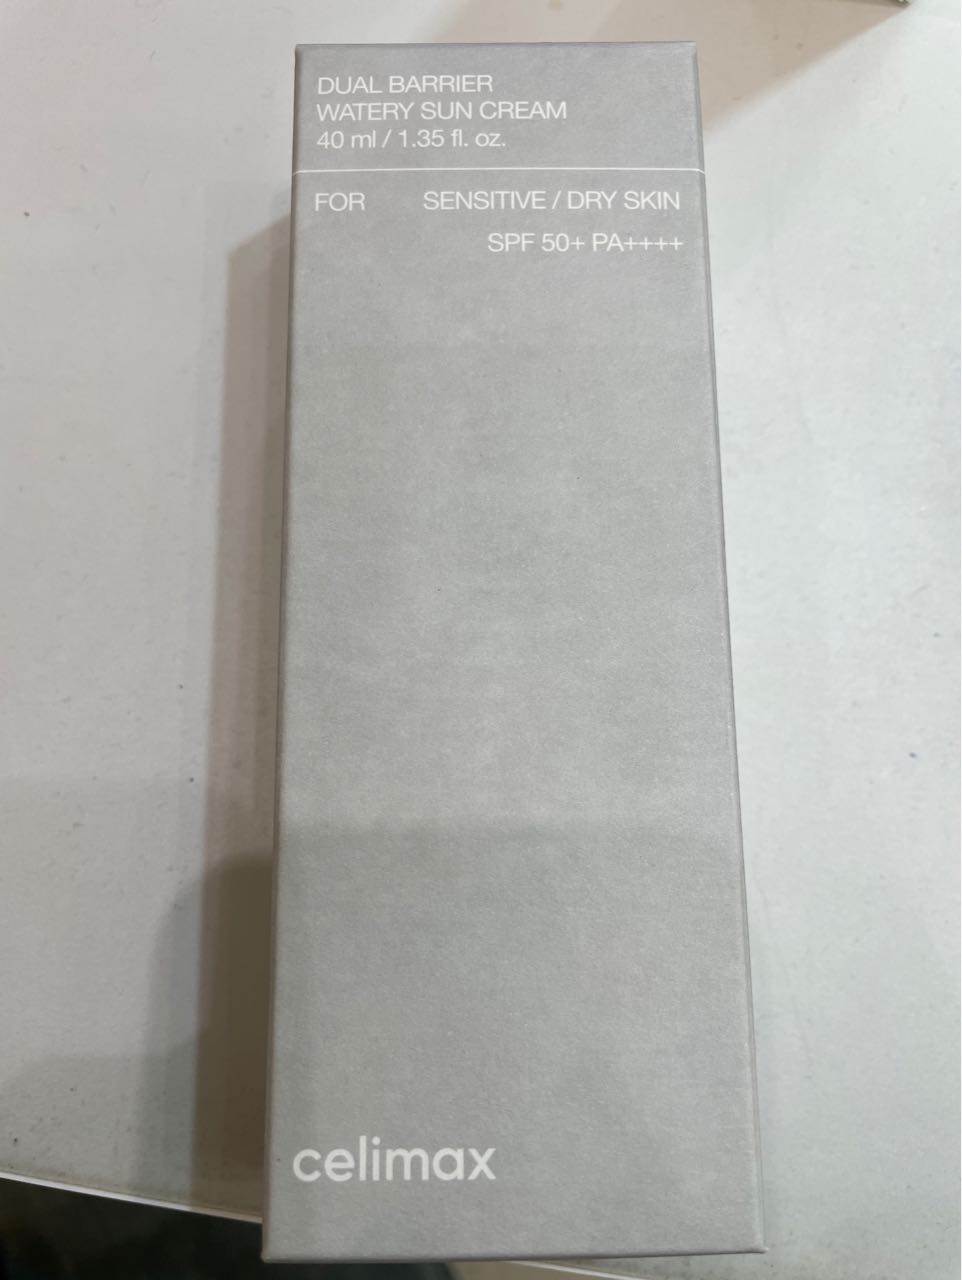 DUAL BARRIER
WATERY SUN CREAM
40 ml / 1.35 fl. oz.
FOR SENSITIVE / DRY SKIN
SPF 50+ PA++++
celimax